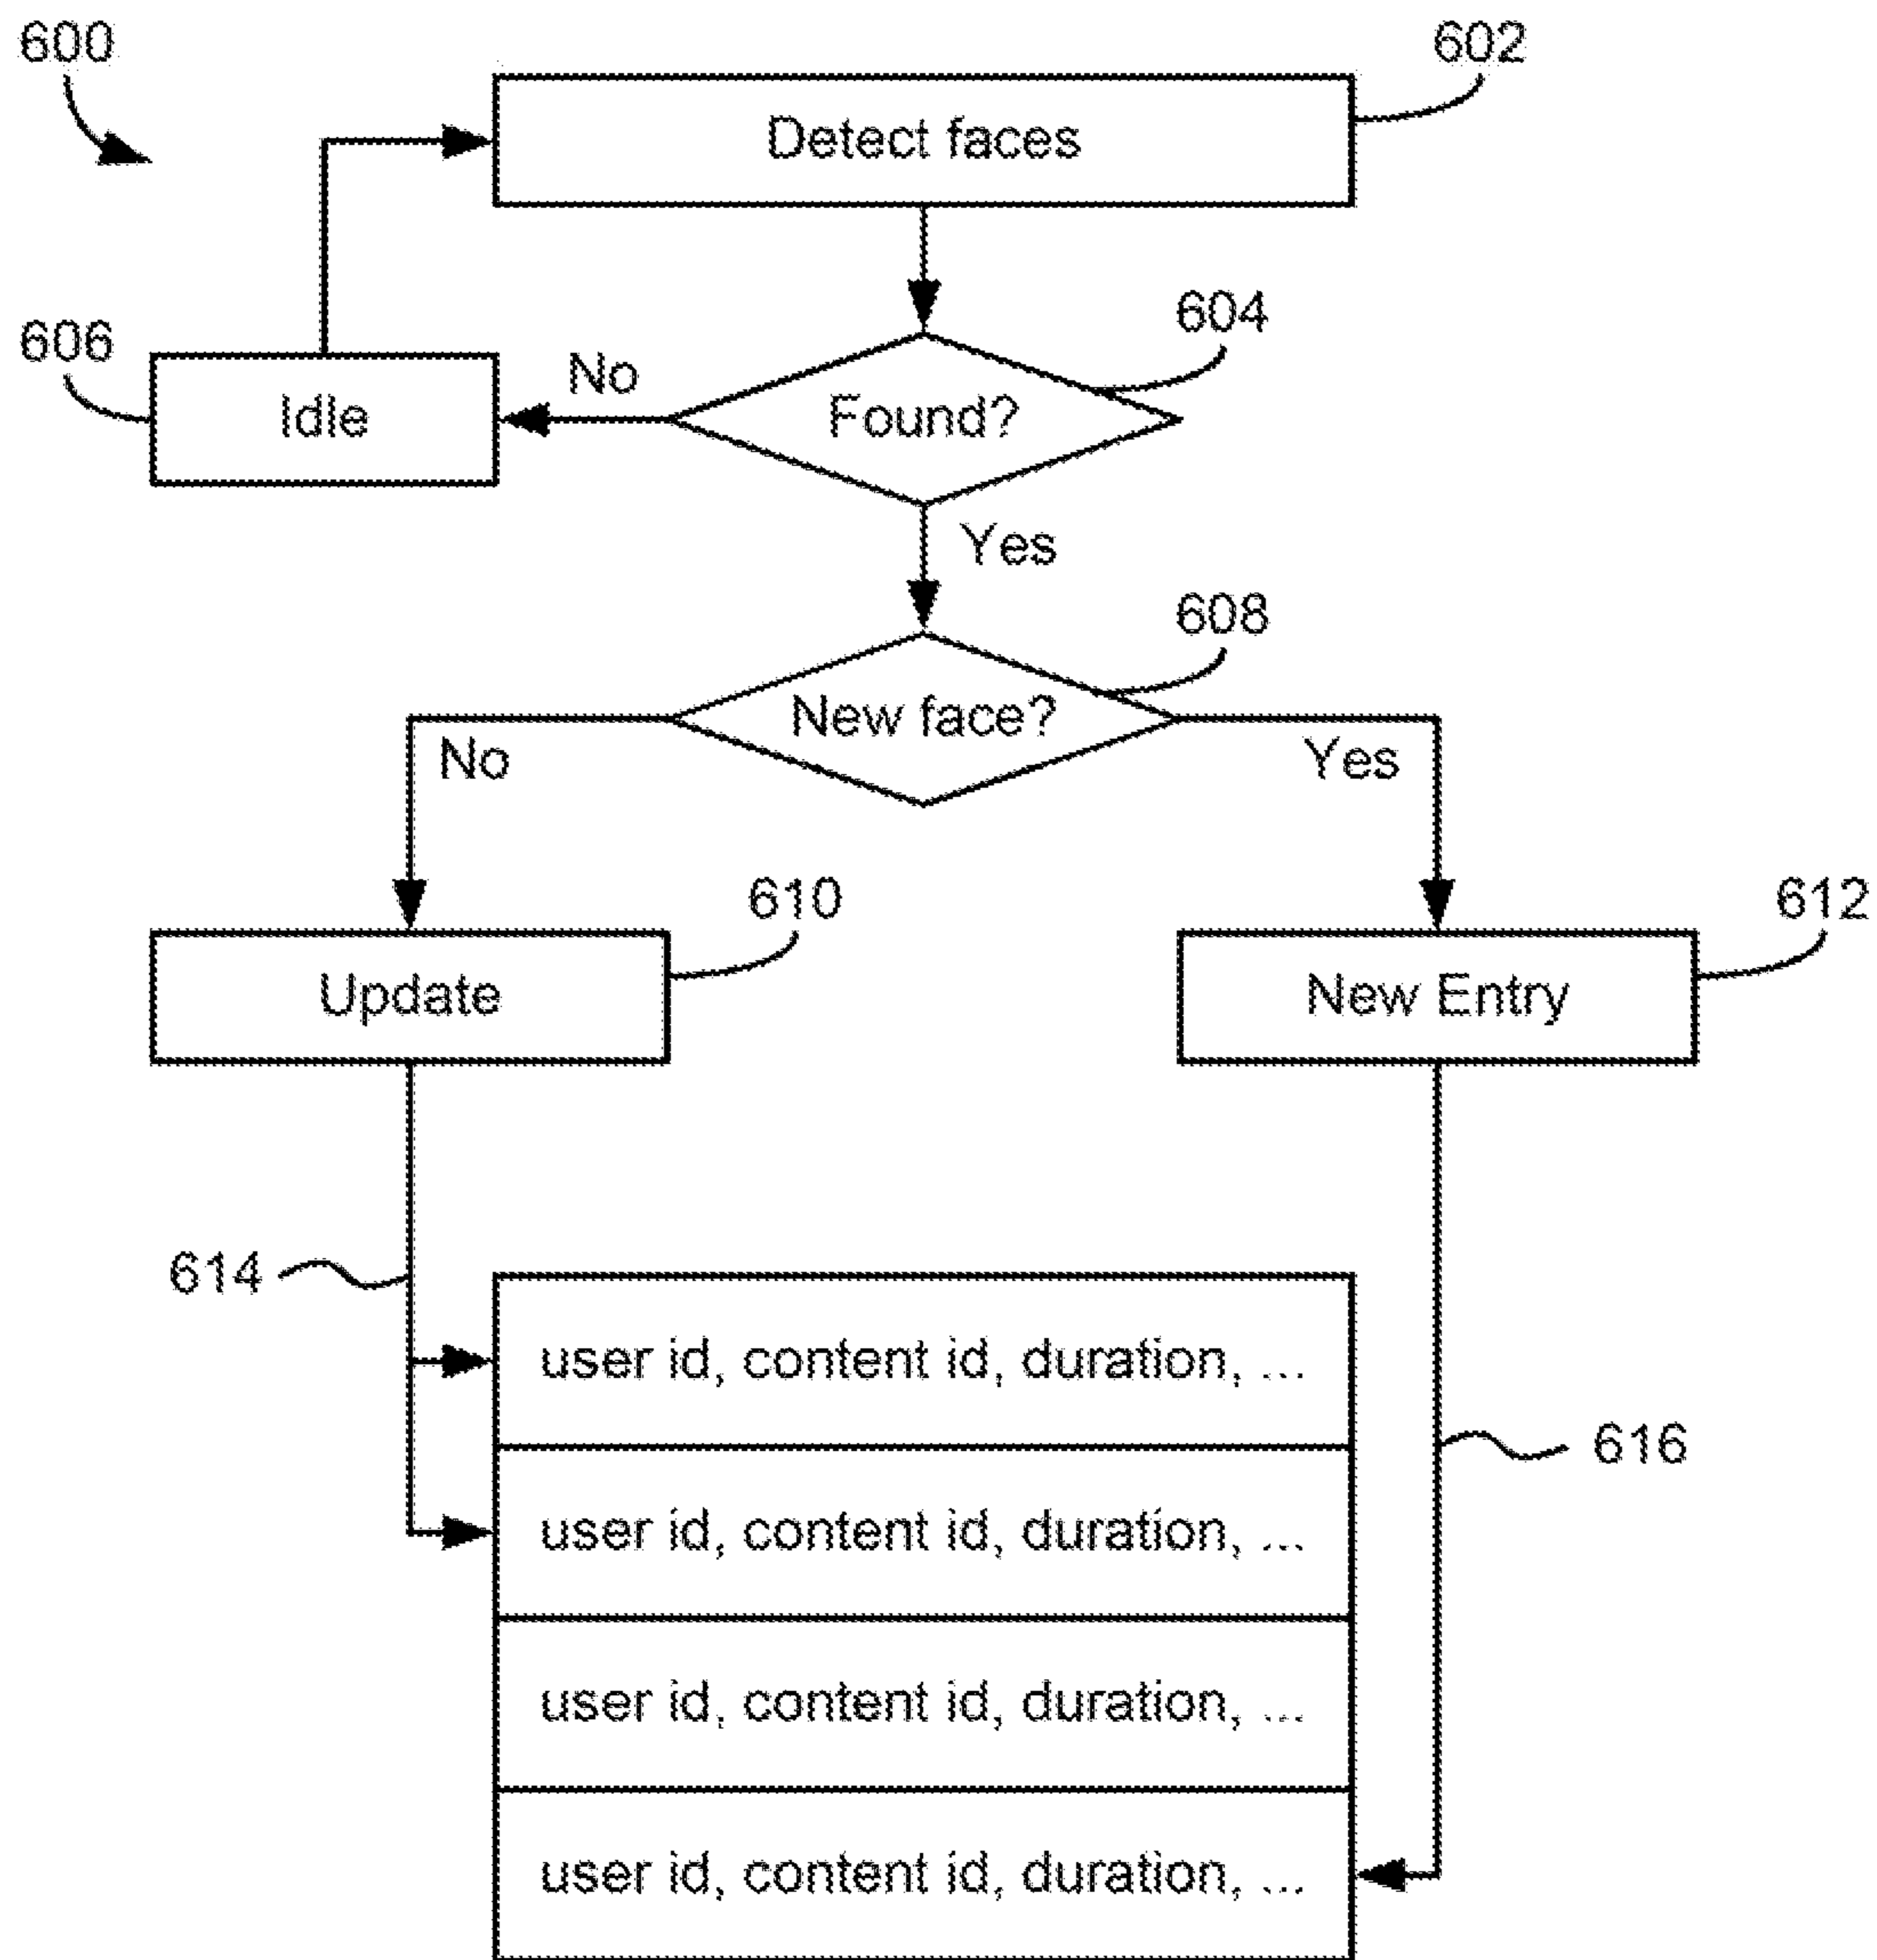 600
602
Detect faces
604
606
No
Idle
Found?
Yes
608
New face?
No
Yes
610
612
Update
New Entry
614
user id, content id, duration, ...
616
user id, content id, duration, ...
user id, content id, duration, ...
user id, content id, duration, ...